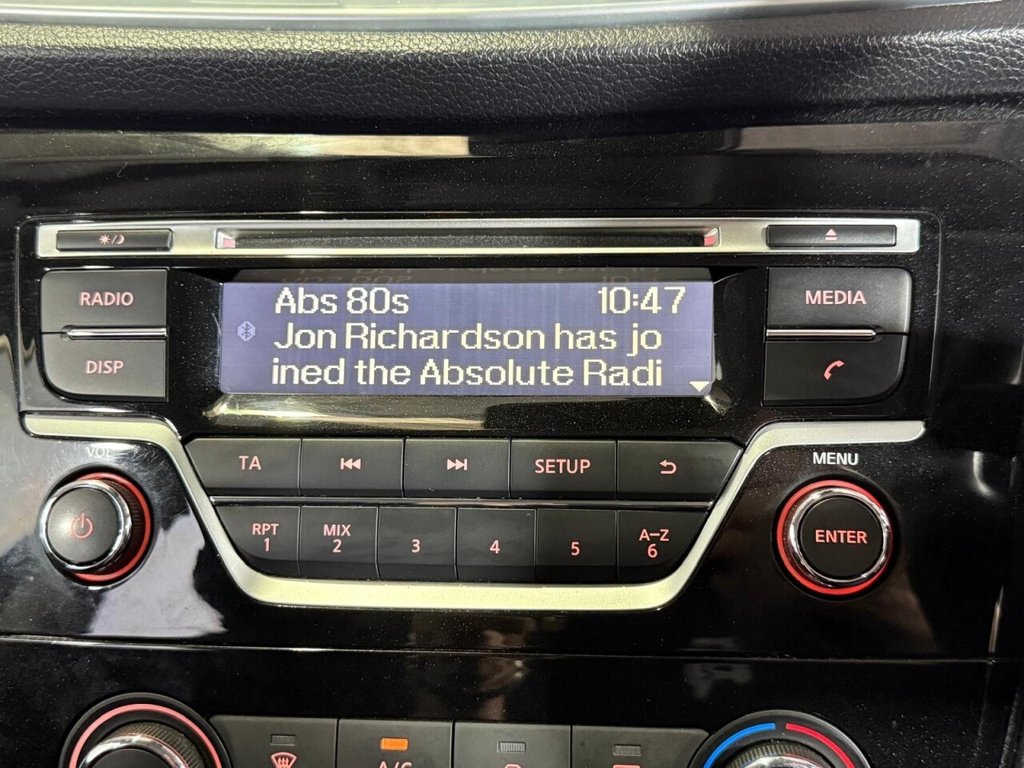 RADIO
DISP
Abs 80s 10:47
Jon Richardson has jo
ined the Absolute Radi
MEDIA
VOL
TA
SETUP
MENU
RPT
1
MIX
2
3
4
5
A-Z
6
ENTER
A/C